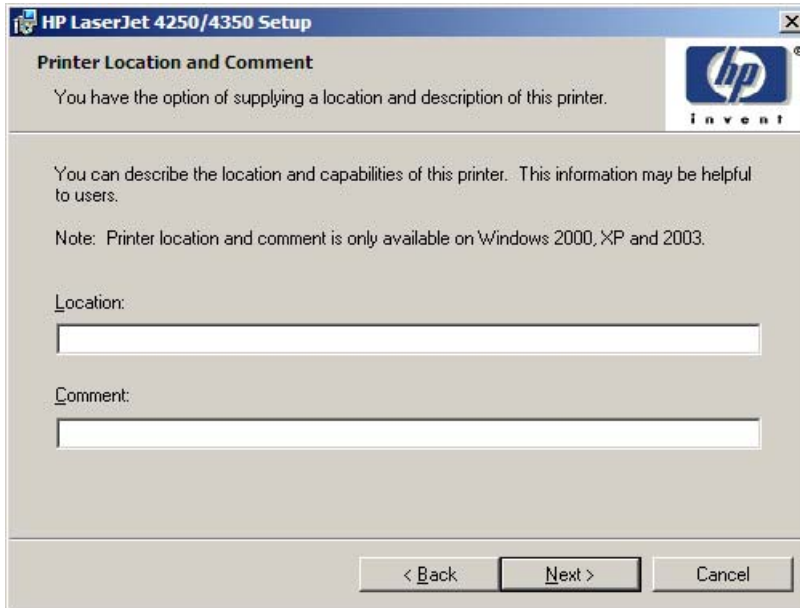 HP LaserJet 4250/4350 Setup
Printer Location and Comment
You have the option of supplying a location and description of this printer.
hp
®
invent
You can describe the location and capabilities of this printer. This information may be helpful
to users.
Note: Printer location and comment is only available on Windows 2000, XP and 2003.
Location:
Comment:
< Back
Next >
Cancel